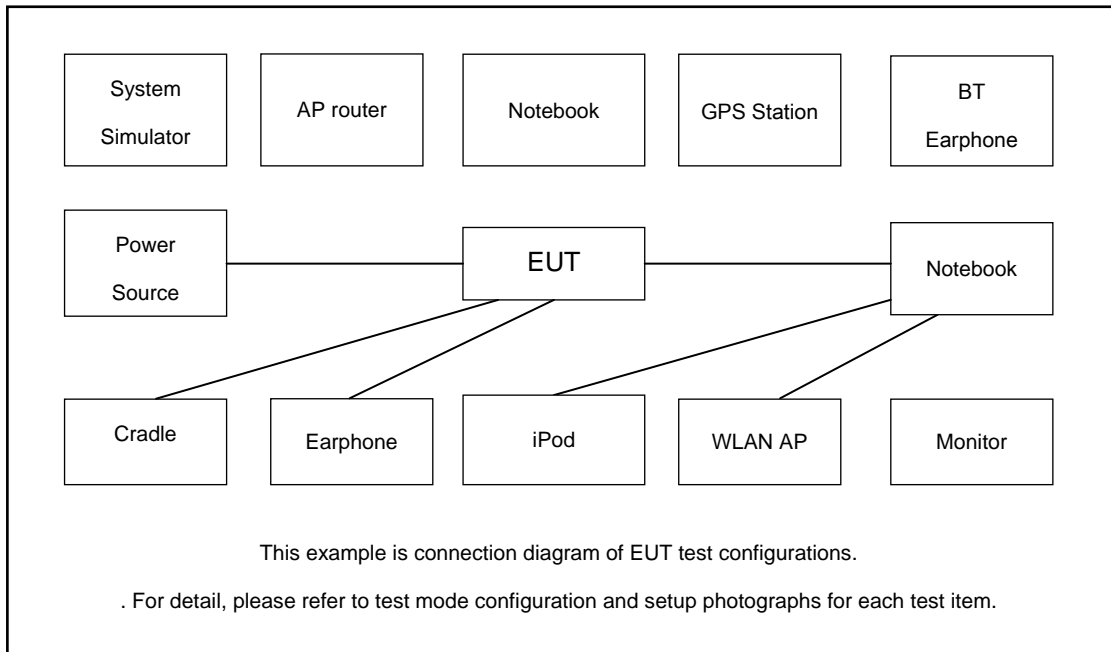 System
Simulator
AP router
Notebook
GPS Station
BT
Earphone
Power
Source
EUT
Notebook
Cradle
Earphone
iPod
WLAN AP
Monitor
This example is connection diagram of EUT test configurations.
. For detail, please refer to test mode configuration and setup photographs for each test item.